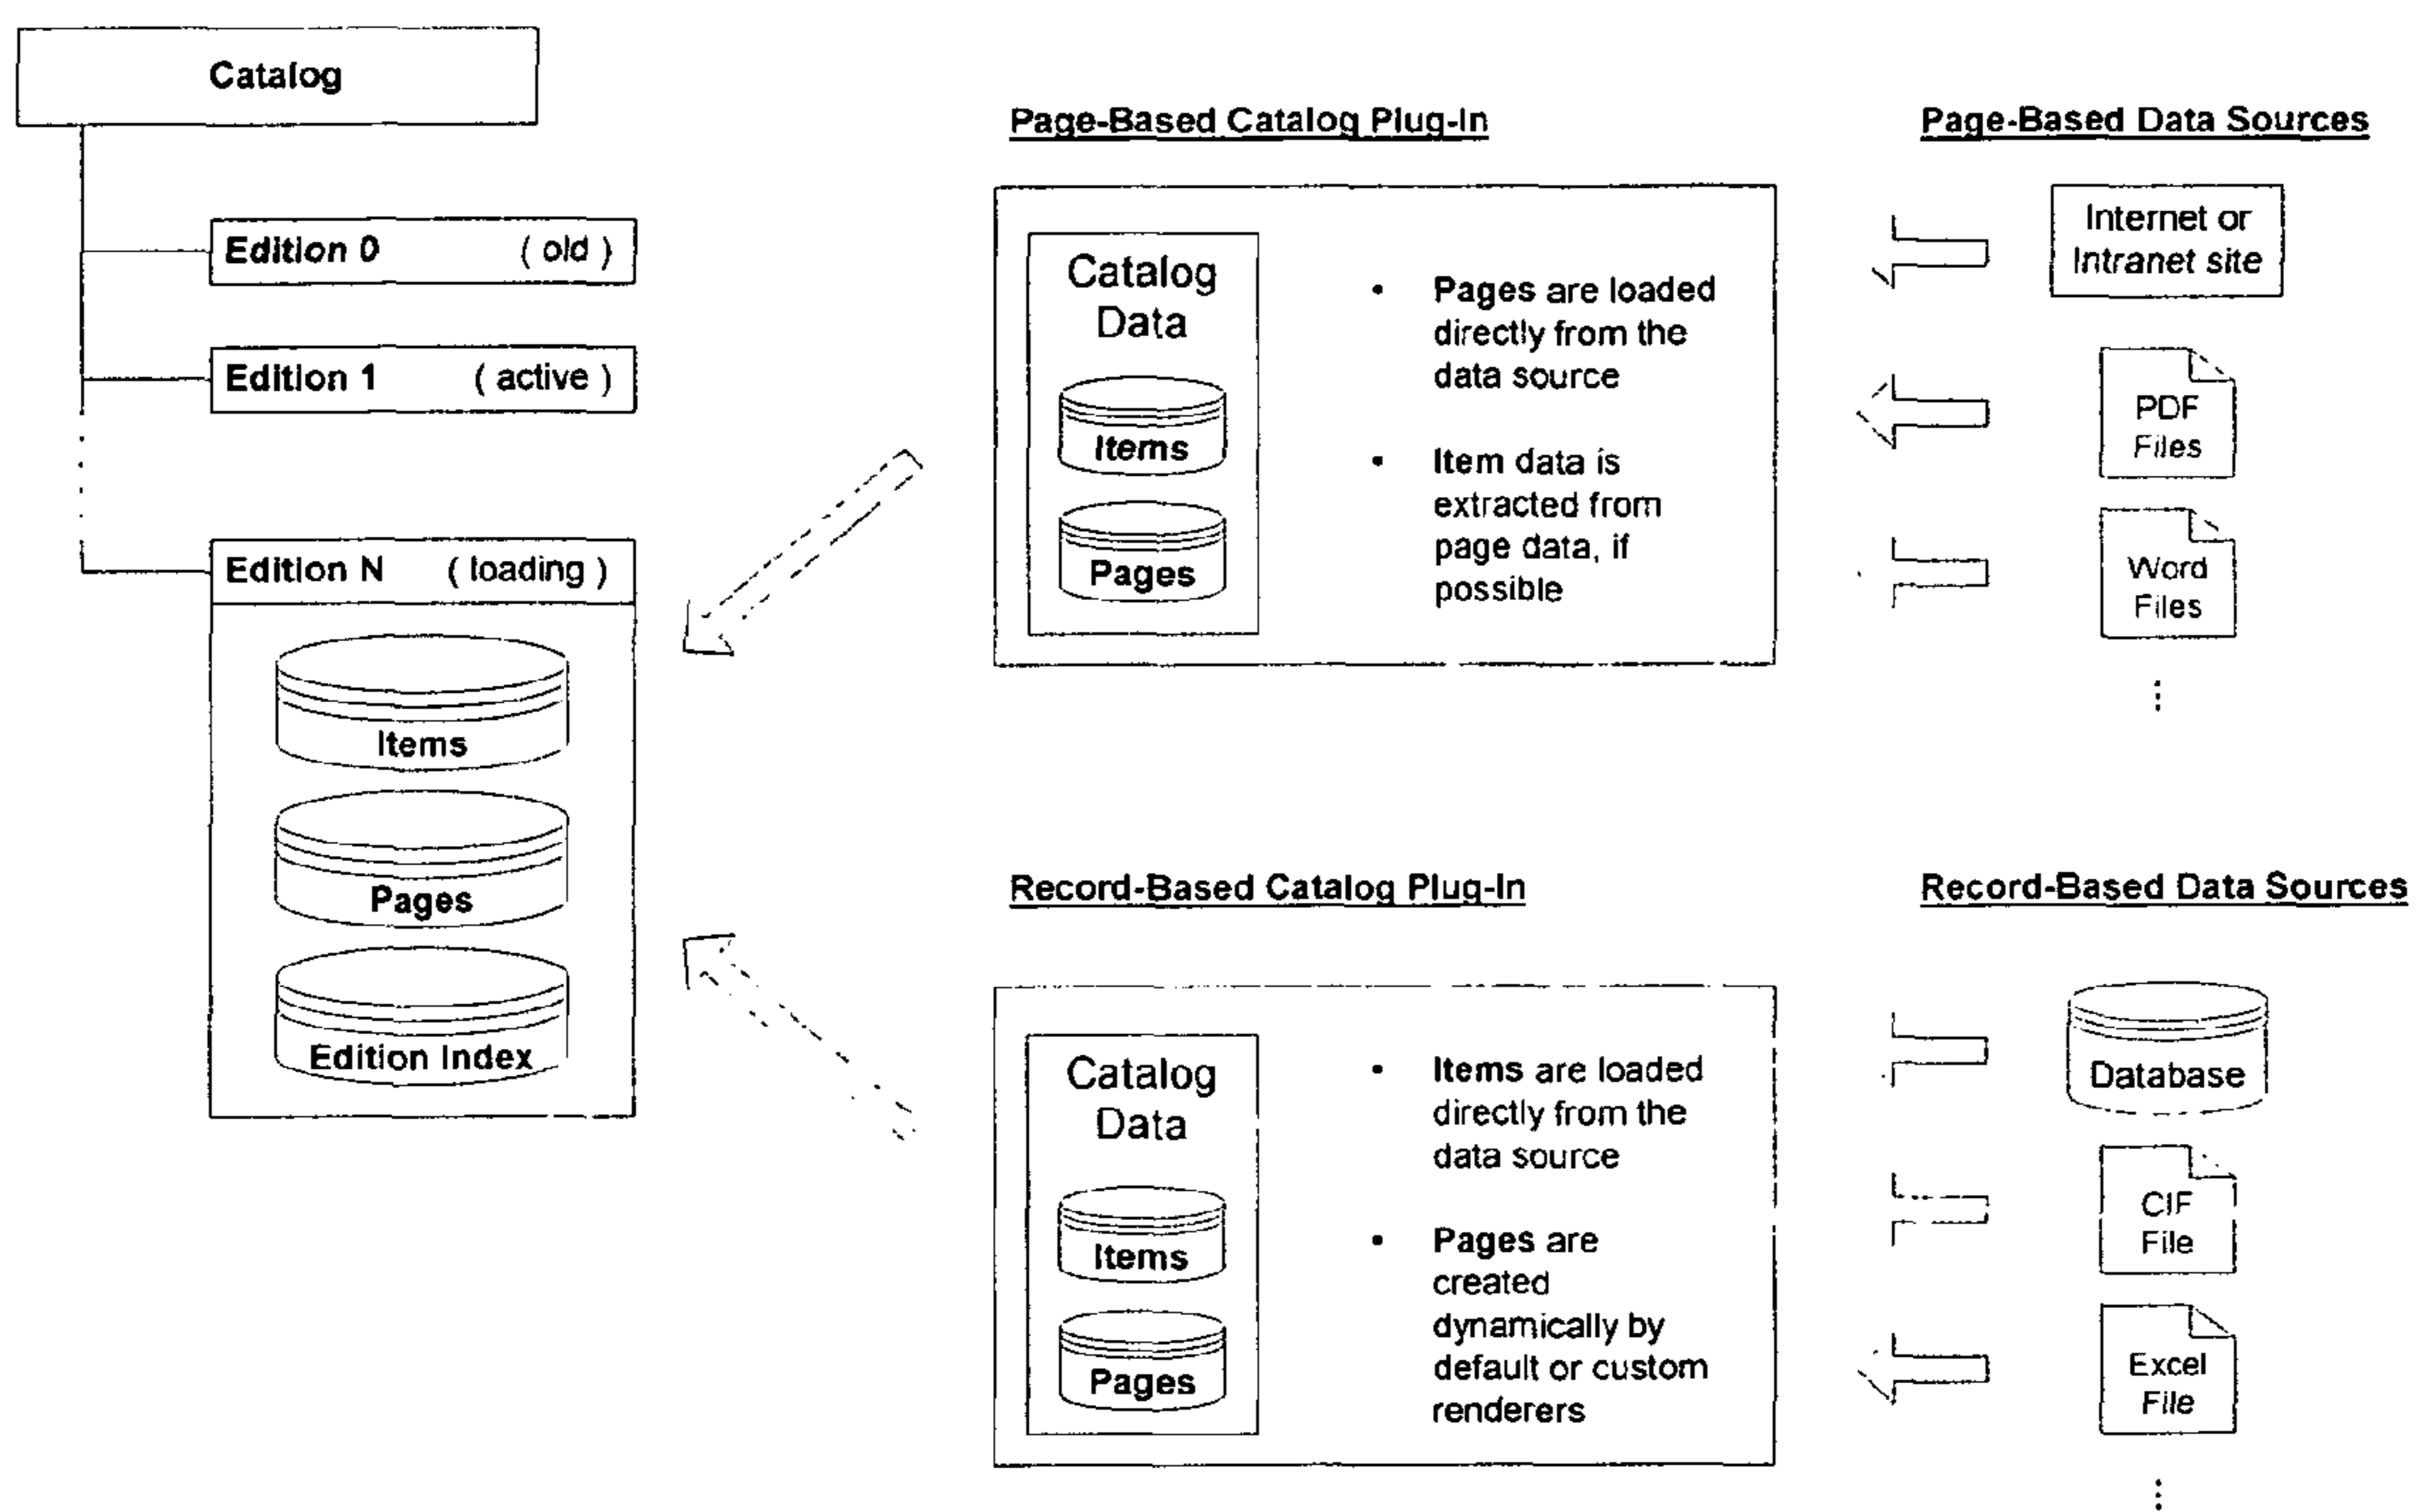 Catalog
Edition 0 ( old )
Edition 1 ( active )
Edition N ( loading )
Items
Pages
Edition Index
Page-Based Catalog Plug-In
Catalog
Data
Items
Pages
• Pages are loaded
directly from the
data source
• Item data is
extracted from
page data, if
possible
Page-Based Data Sources
Internet or
Intranet site
PDF
Files
Word
Files
⋮
Record-Based Catalog Plug-In
Catalog
Data
Items
Pages
• Items are loaded
directly from the
data source
• Pages are
created
dynamically by
default or custom
renderers
Record-Based Data Sources
Database
CIF
File
Excel
File
⋮